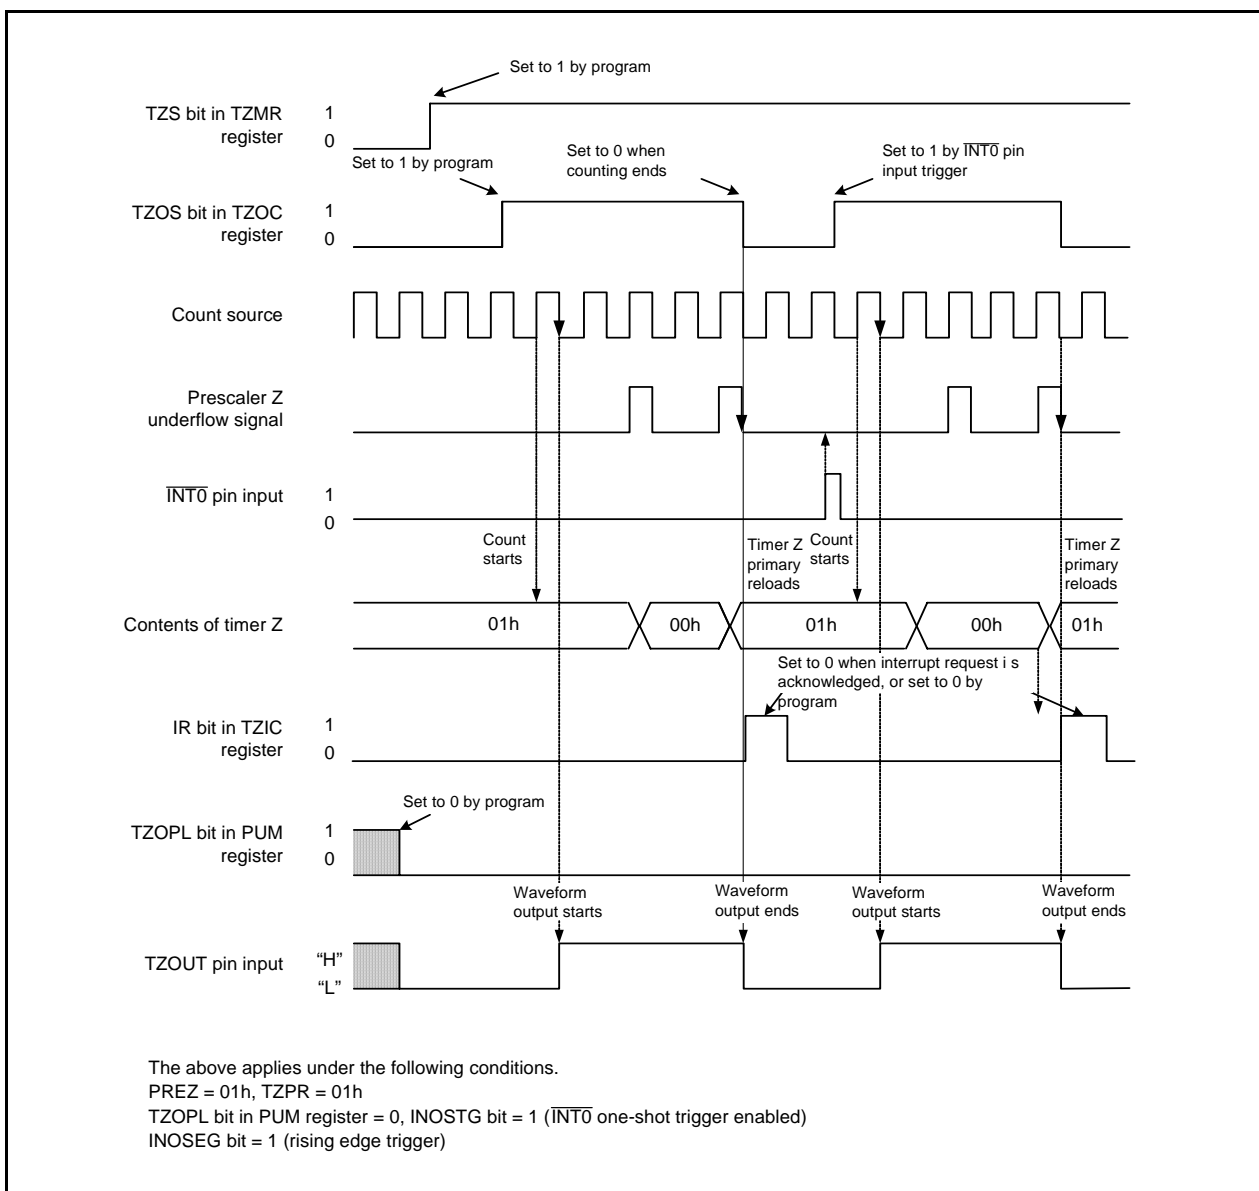 Set to 1 by program
TZS bit in TZMR
register
1
0
Set to 1 by program
Set to 0 when
counting ends
Set to 1 by INT0 pin
input trigger
TZOS bit in TZOC
register
1
0
Count source
Prescaler Z
underflow signal
INT0 pin input
1
0
Count
starts
Timer Z
primary
reloads
Count
starts
Timer Z
primary
reloads
Contents of timer Z
01h
00h
01h
00h
01h
Set to 0 when interrupt request i s
acknowledged, or set to 0 by
program
IR bit in TZIC
register
1
0
Set to 0 by program
TZOPL bit in PUM
register
1
0
Waveform
output starts
Waveform
output ends
Waveform
output starts
Waveform
output ends
TZOUT pin input
“H”
“L”
The above applies under the following conditions.
PREZ = 01h, TZPR = 01h
TZOPL bit in PUM register = 0, INOSTG bit = 1 (INT0 one-shot trigger enabled)
INOSEG bit = 1 (rising edge trigger)